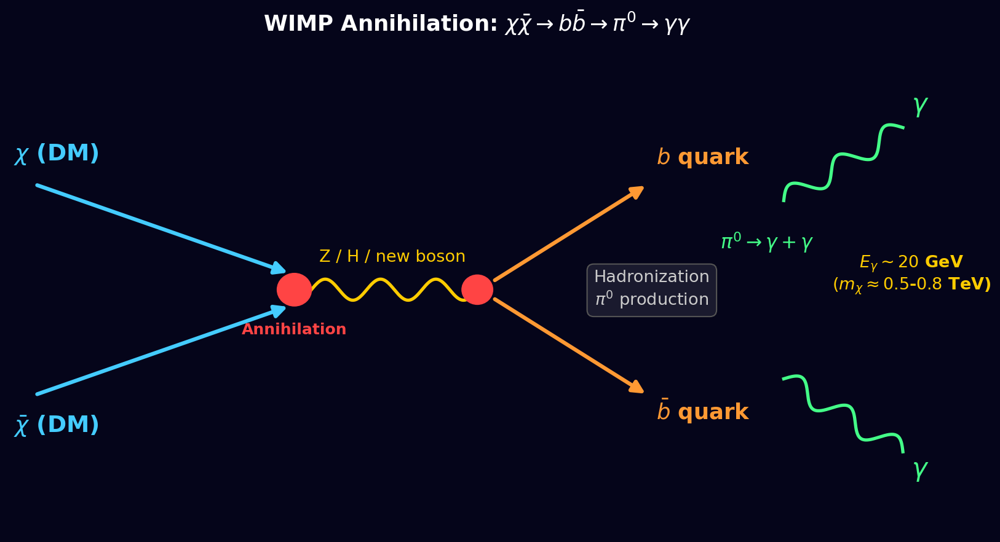 WIMP Annihilation: χχ̄ → bb̄ → π⁰ → γγ
γ
χ (DM)
b quark
π⁰ → γ + γ
Z / H / new boson
E_γ ~ 20 GeV
(m_χ ≈ 0.5-0.8 TeV)
Hadronization
π⁰ production
Annihilation
b̄ quark
χ̄ (DM)
γ